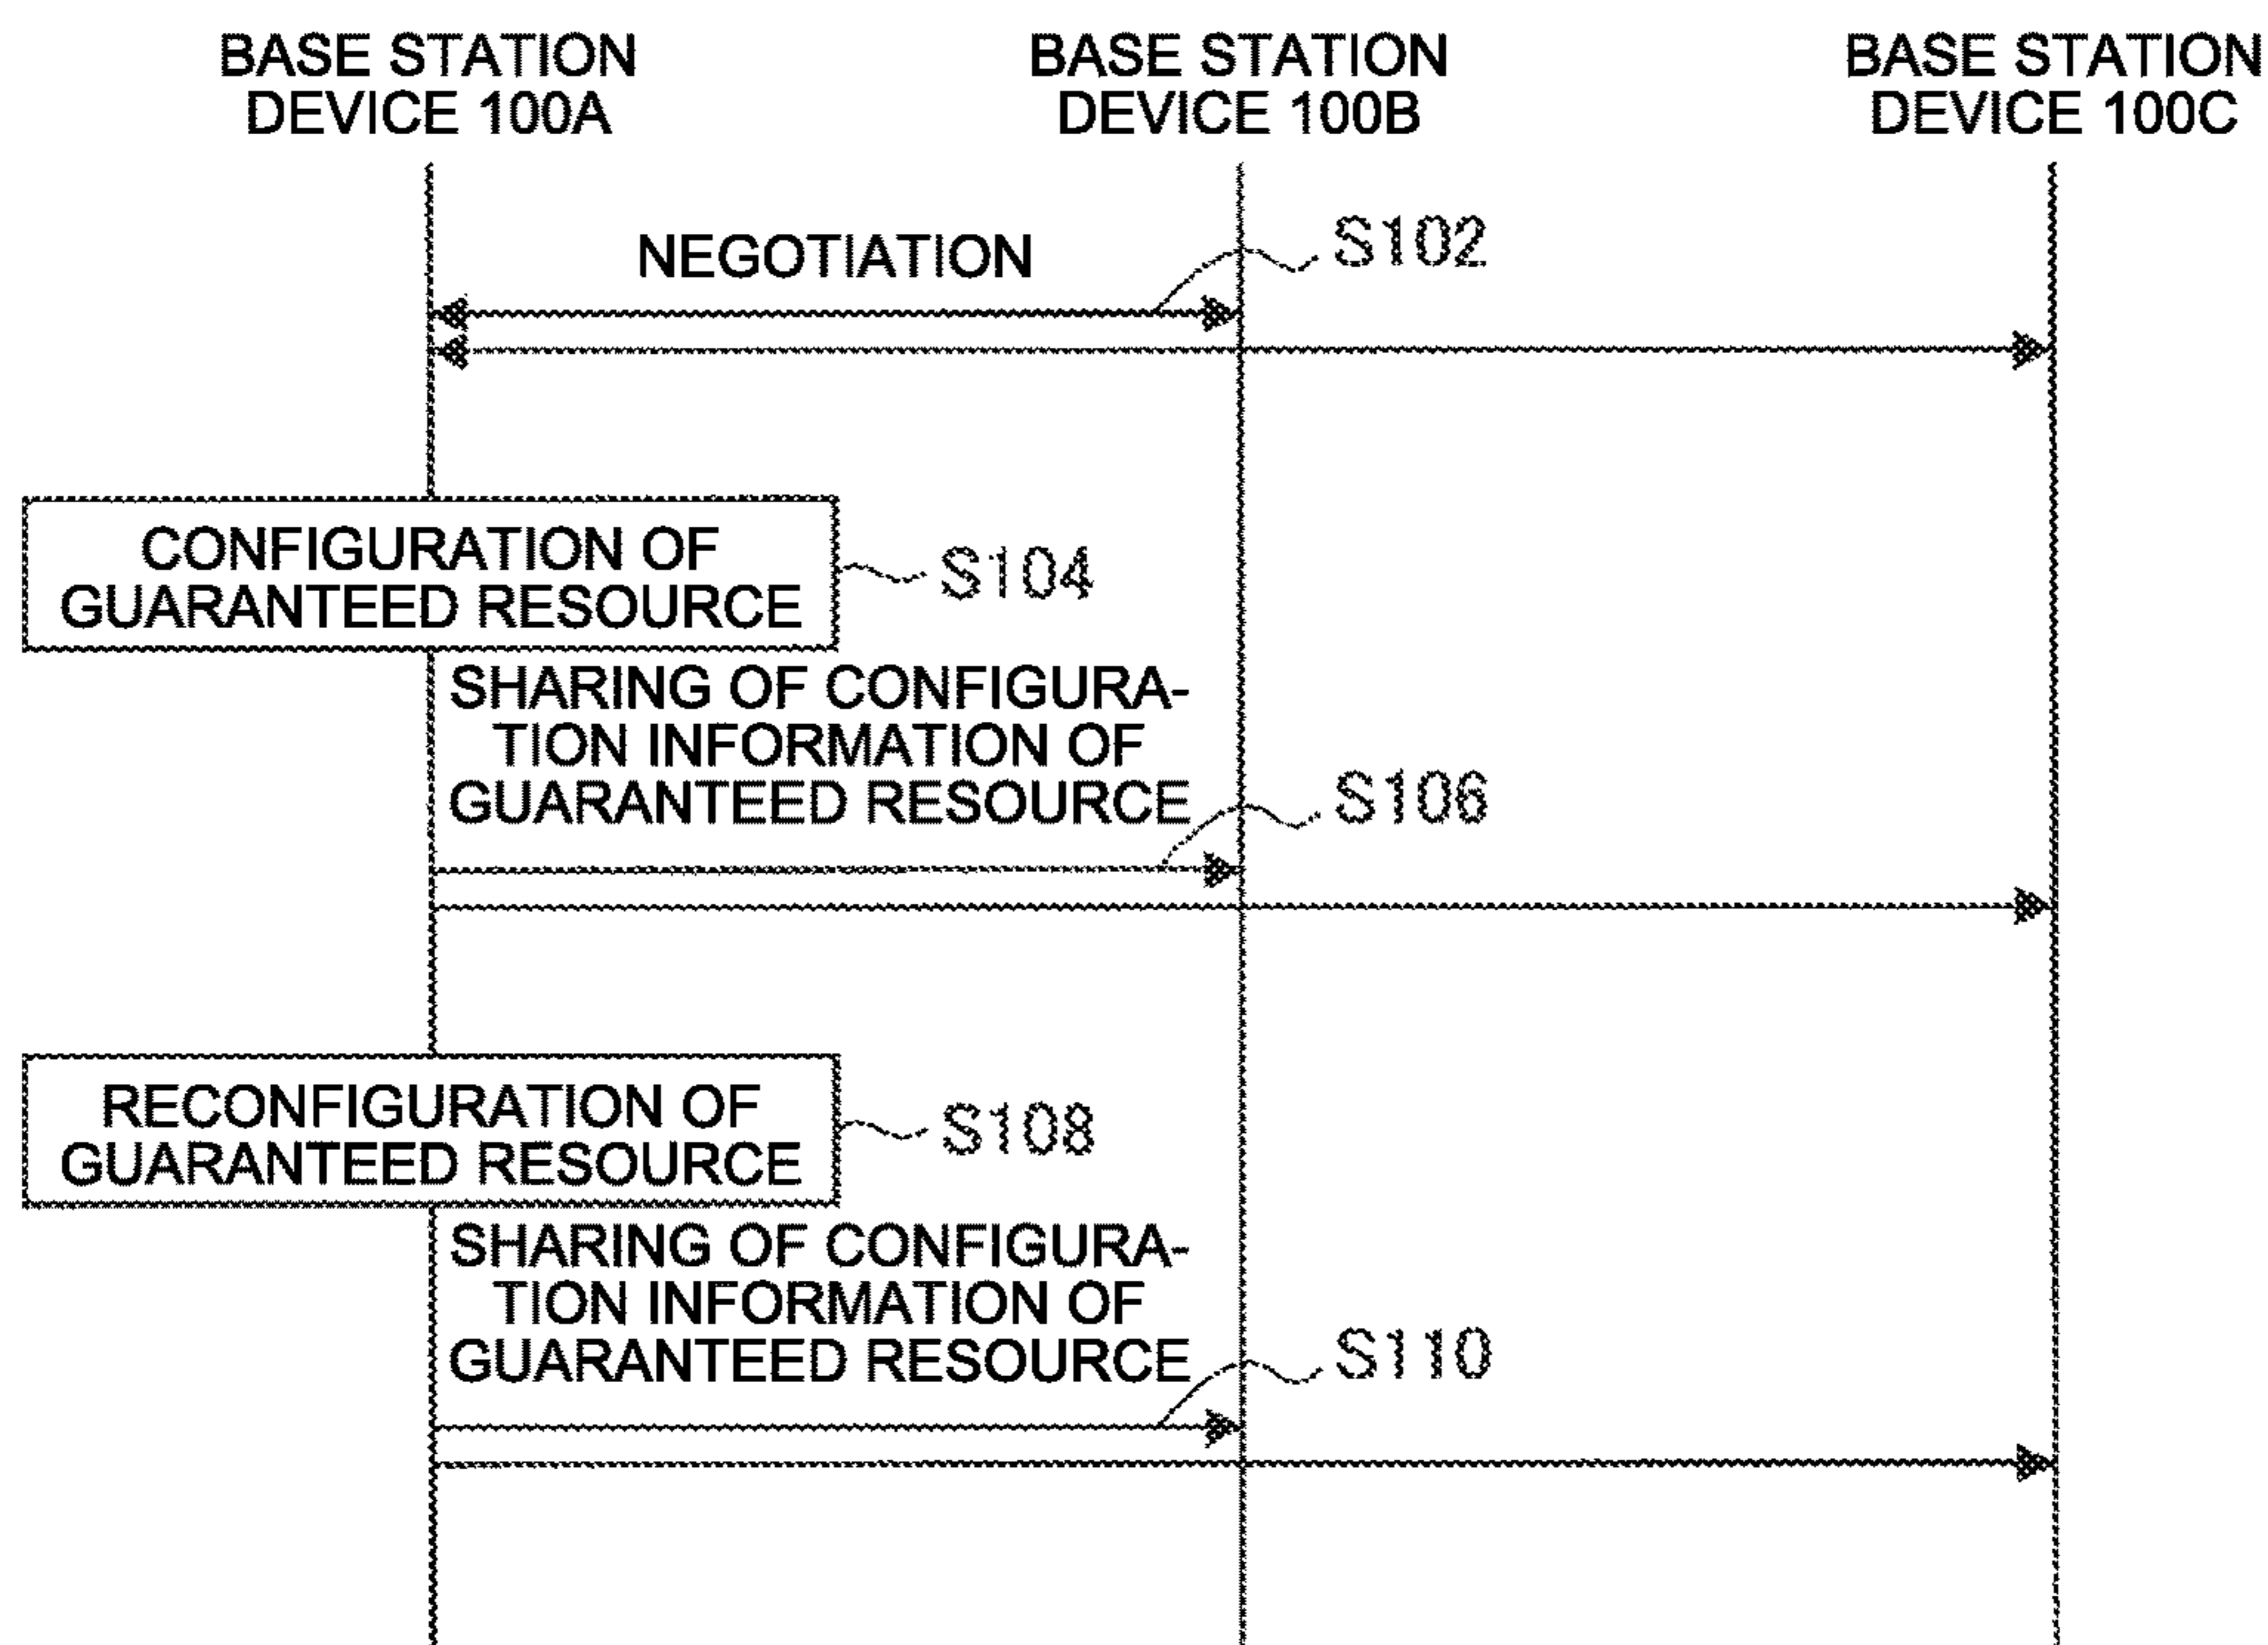 BASE STATION
DEVICE 100A
BASE STATION
DEVICE 100B
BASE STATION
DEVICE 100C
NEGOTIATION
S102
CONFIGURATION OF
GUARANTEED RESOURCE
S104
SHARING OF CONFIGURA-
TION INFORMATION OF
GUARANTEED RESOURCE
S106
RECONFIGURATION OF
GUARANTEED RESOURCE
S108
SHARING OF CONFIGURA-
TION INFORMATION OF
GUARANTEED RESOURCE
S110